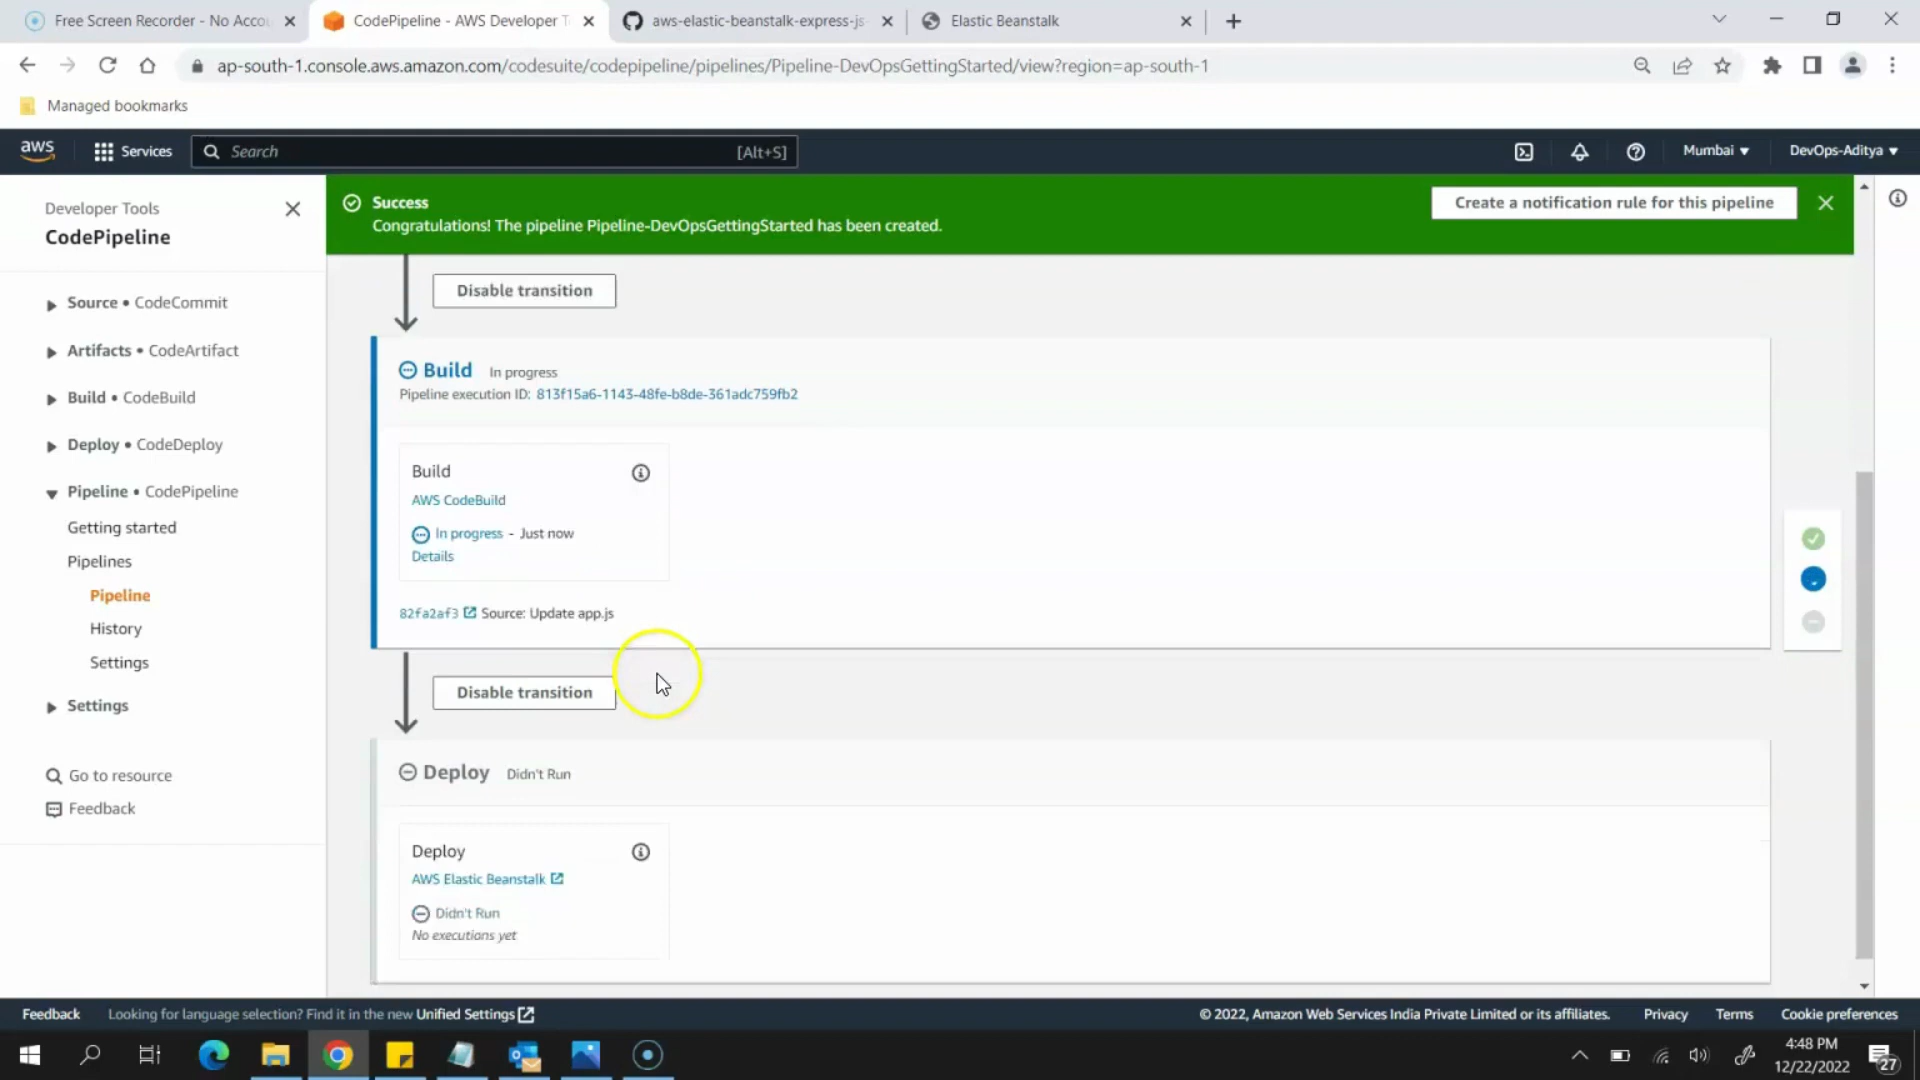 Free Screen Recorder - No Accou
CodePipeline - AWS Developer T
aws-elastic-beanstalk-express-js-
Elastic Beanstalk
ap-south-1.console.aws.amazon.com/codesuite/codepipeline/pipelines/Pipeline-DevOpsGettingStarted/view?region=ap-south-1
Managed bookmarks
aws
Services
Search
[Alt+S]
Mumbai
DevOps-Aditya
Developer Tools
CodePipeline
Source • CodeCommit
Artifacts • CodeArtifact
Build • CodeBuild
Deploy • CodeDeploy
Pipeline • CodePipeline
Getting started
Pipelines
Pipeline
History
Settings
Settings
Go to resource
Feedback
Success
Congratulations! The pipeline Pipeline-DevOpsGettingStarted has been created.
Create a notification rule for this pipeline
Disable transition
Build In progress
Pipeline execution ID: 813f15a6-1143-48fe-b8de-361adc759fb2
Build
AWS CodeBuild
In progress - Just now
Details
82fa2af3 Source: Update app.js
Disable transition
Deploy Didn't Run
Deploy
AWS Elastic Beanstalk
Didn't Run
No executions yet
Feedback
Looking for language selection? Find it in the new Unified Settings
© 2022, Amazon Web Services India Private Limited or its affiliates.
Privacy
Terms
Cookie preferences
4:48 PM
12/22/2022
27